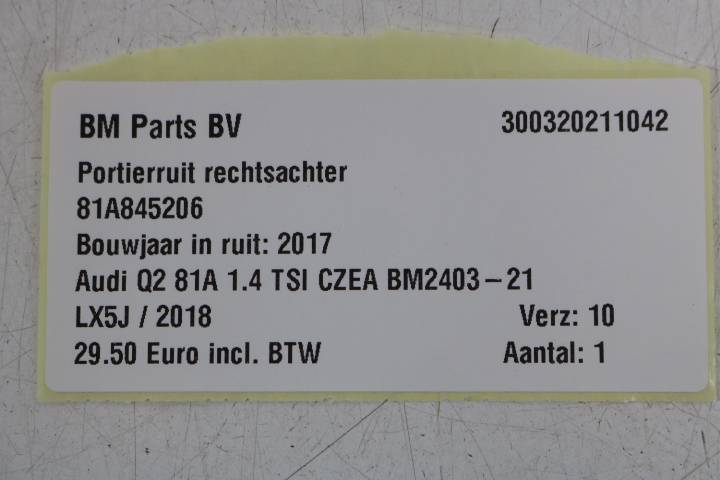 BM Parts BV 300320211042
Portierruit rechtsachter
81A845206
Bouwjaar in ruit: 2017
Audi Q2 81A 1.4 TSI CZEA BM2403-21
LX5J / 2018 Verz: 10
29.50 Euro incl. BTW Aantal: 1